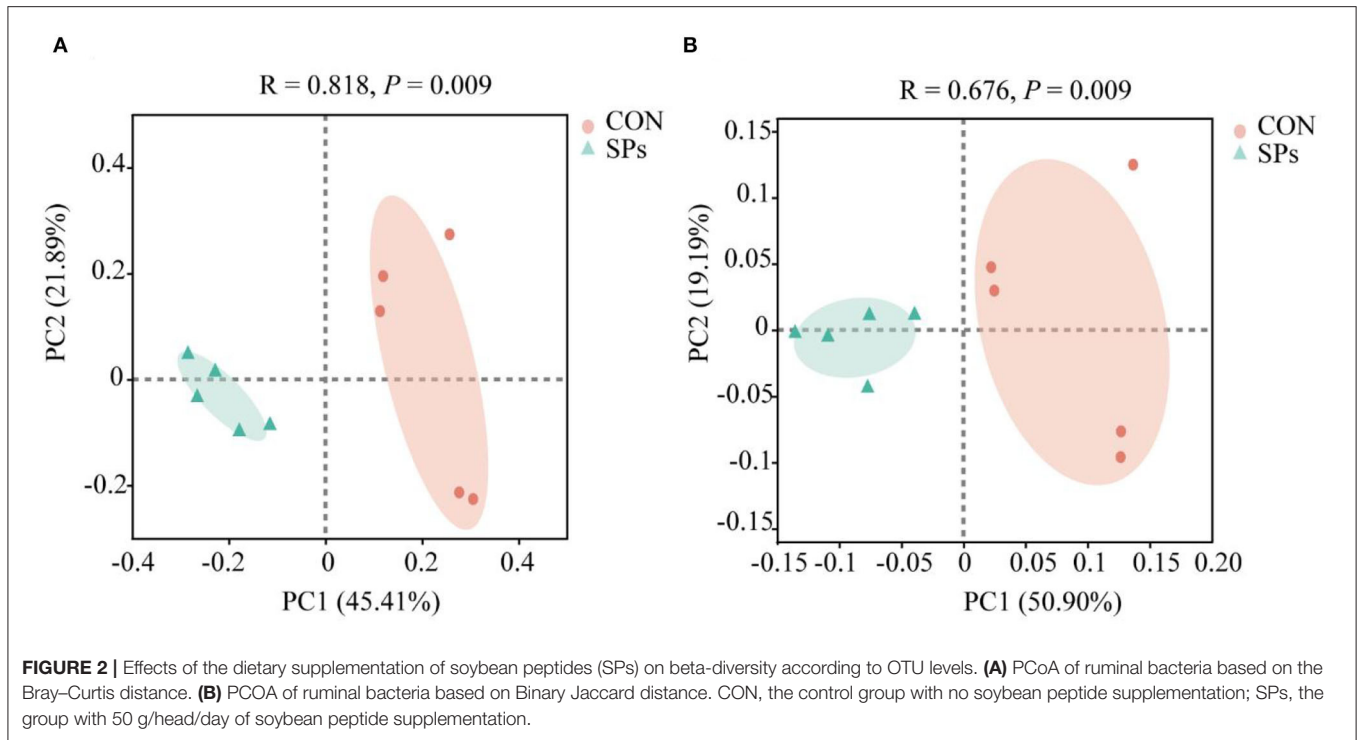 A
R = 0.818, P = 0.009
CON
SPs
PC2 (21.89%)
0.4
0.2
0
-0.2
-0.4 -0.2 0 0.2 0.4
PC1 (45.41%)
B
R = 0.676, P = 0.009
CON
SPs
PC2 (19.19%)
0.15
0.1
0.05
0
-0.05
-0.1
-0.15
-0.15 -0.1 -0.05 0 0.05 0.1 0.15 0.20
PC1 (50.90%)
FIGURE 2 | Effects of the dietary supplementation of soybean peptides (SPs) on beta-diversity according to OTU levels. (A) PCoA of ruminal bacteria based on the
Bray–Curtis distance. (B) PCOA of ruminal bacteria based on Binary Jaccard distance. CON, the control group with no soybean peptide supplementation; SPs, the
group with 50 g/head/day of soybean peptide supplementation.